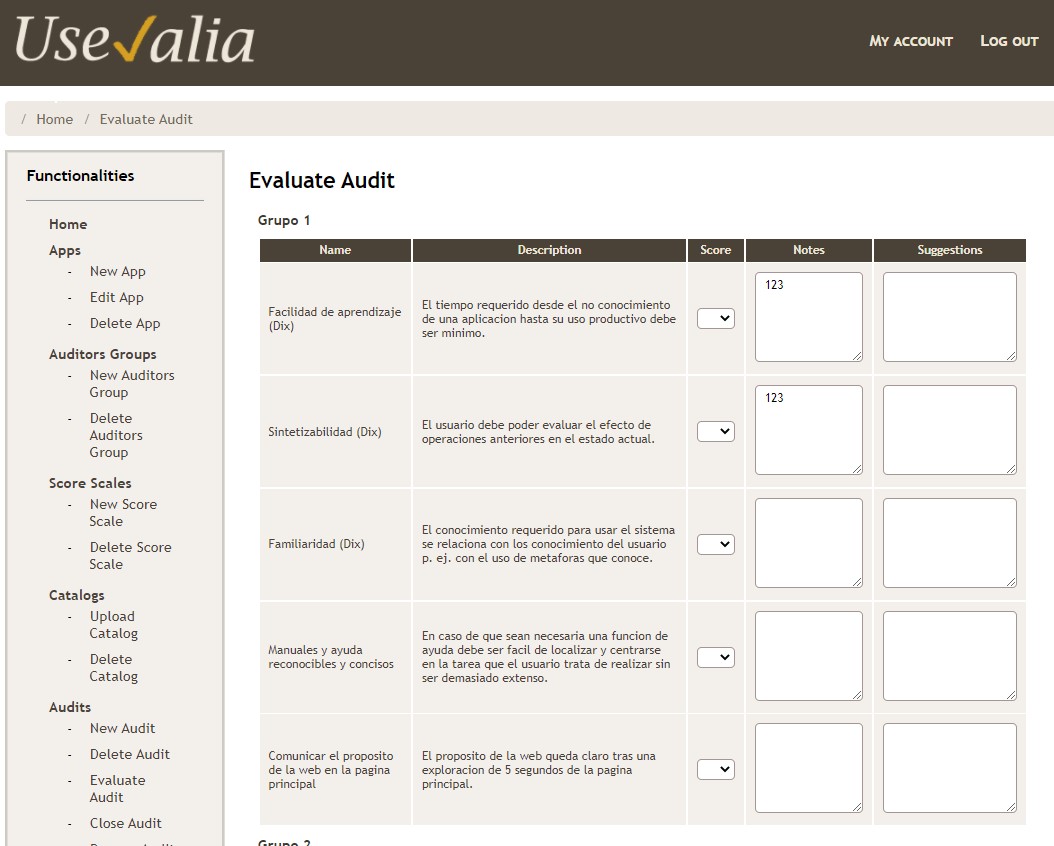 Use✓alia
My account Log out
/ Home / Evaluate Audit
Functionalities
Home
Apps
- New App
- Edit App
- Delete App
Auditors Groups
- New Auditors
Group
- Delete
Auditors
Group
Score Scales
- New Score
Scale
- Delete Score
Scale
Catalogs
- Upload
Catalog
- Delete
Catalog
Audits
- New Audit
- Delete Audit
- Evaluate
Audit
- Close Audit
Evaluate Audit
Grupo 1
Name Description Score Notes Suggestions
Facilidad de aprendizaje
(Dix)
El tiempo requerido desde el no conocimiento
de una aplicacion hasta su uso productivo debe
ser minimo.
123
Sintetizabilidad (Dix)
El usuario debe poder evaluar el efecto de
operaciones anteriores en el estado actual.
123
Familiaridad (Dix)
El conocimiento requerido para usar el sistema
se relaciona con los conocimiento del usuario
p. ej. con el uso de metaforas que conoce.
Manuales y ayuda
reconocibles y concisos
En caso de que sean necesaria una funcion de
ayuda debe ser facil de localizar y centrarse
en la tarea que el usuario trata de realizar sin
ser demasiado extenso.
Comunicar el proposito
de la web en la pagina
principal
El proposito de la web queda claro tras una
exploracion de 5 segundos de la pagina
principal.
Grupo 2